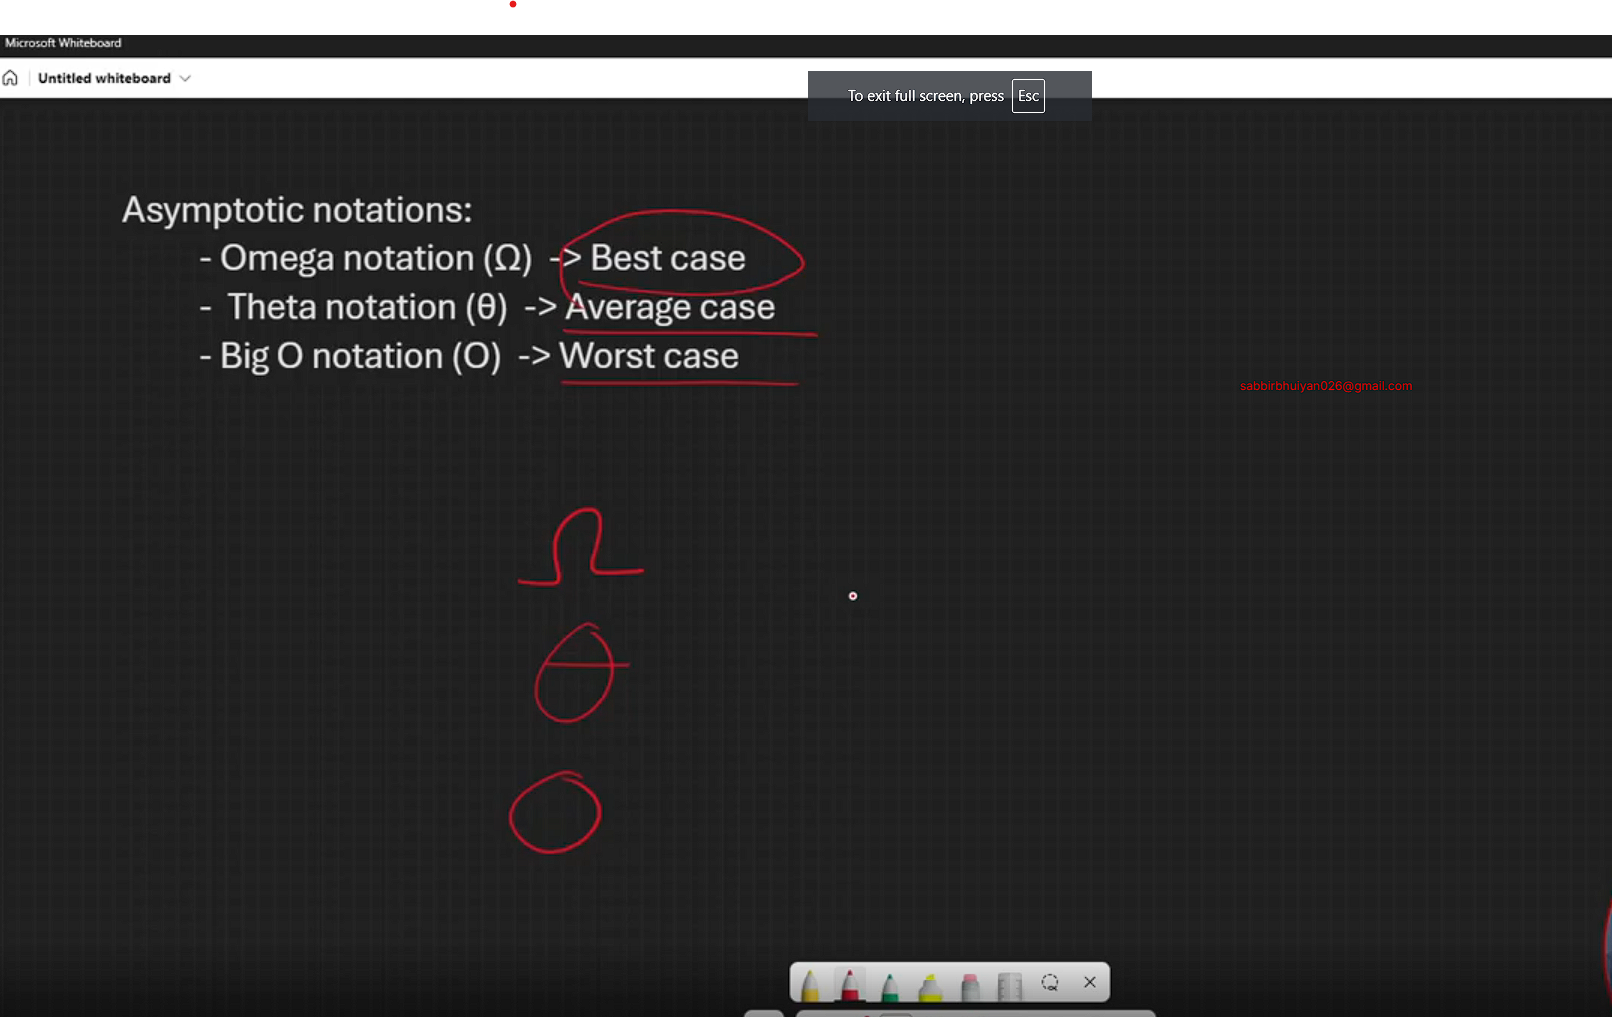 Microsoft Whiteboard
Untitled whiteboard
To exit full screen, press Esc
Asymptotic notations:
- Omega notation (Ω) -> Best case
- Theta notation (θ) -> Average case
- Big O notation (O) -> Worst case
sabbirbhuiyan026@gmail.com
Ω
θ
O